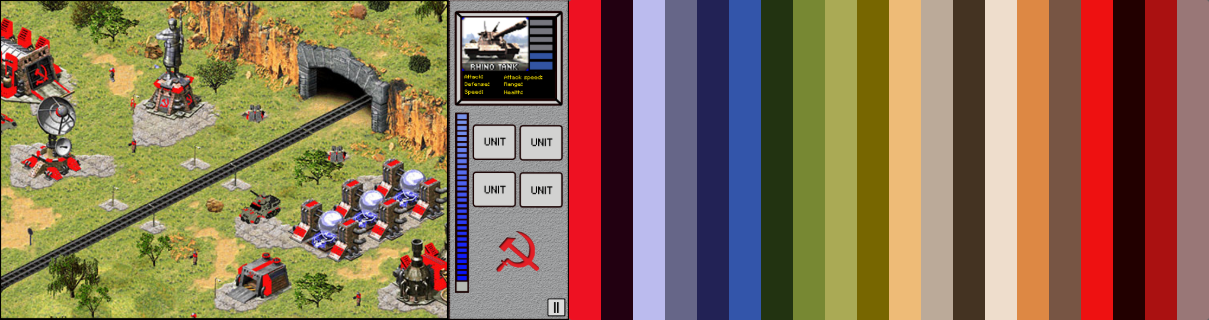 RHINO TANK
Attack: Attack speed:
Defense: Range:
Speed: Health:
UNIT UNIT
UNIT UNIT